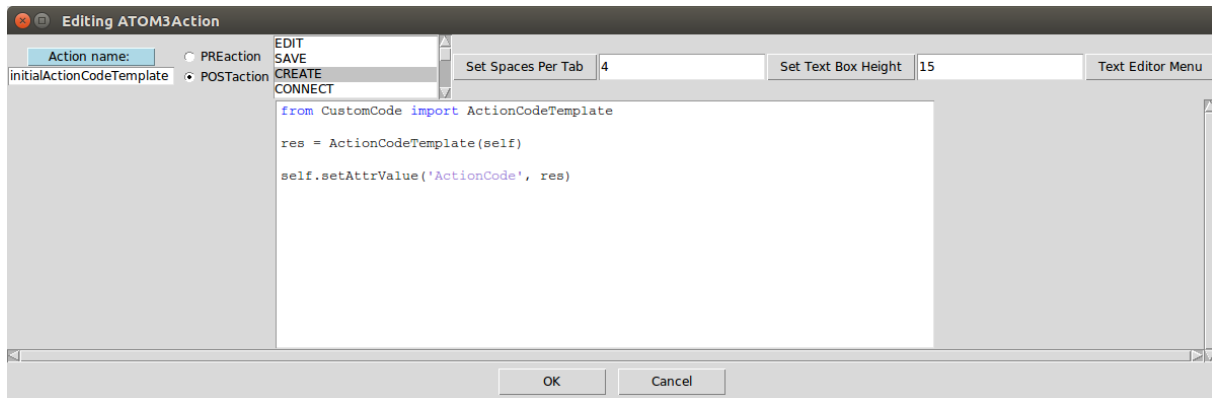 Editing ATOM3Action
Action name:
initialActionCodeTemplate
PREaction
POSTaction
EDIT
SAVE
CREATE
CONNECT
Set Spaces Per Tab
4
Set Text Box Height
15
Text Editor Menu
from CustomCode import ActionCodeTemplate
res = ActionCodeTemplate(self)
self.setAttrValue('ActionCode', res)
OK
Cancel